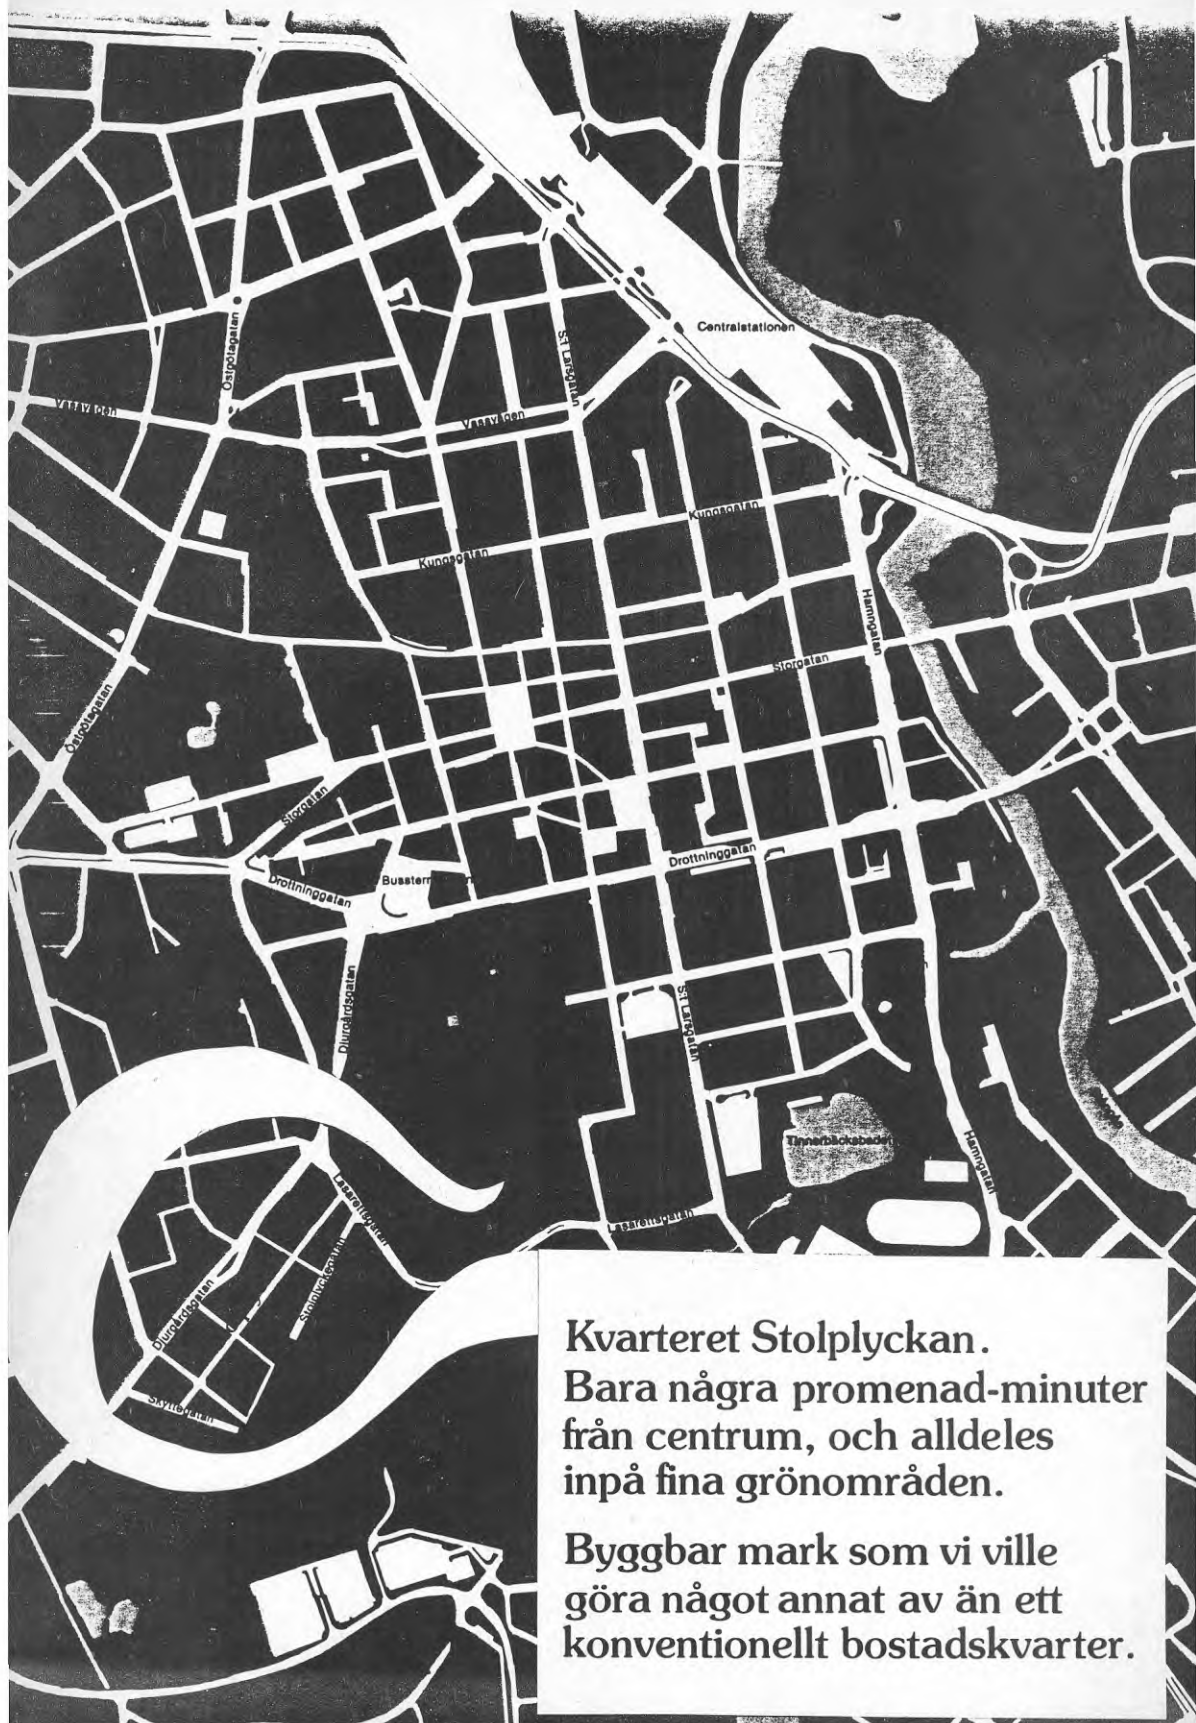 Centralstationen
Östgötagatan
S:t Larsgatan
Vasavägen
Vasavägen
Kungsgatan
Kungsgatan
Hamngatan
Storgatan
Östgötagatan
Storgatan
Drottninggatan
Drottninggatan
Djurgårdsgatan
S:t Larsgatan
Tinnerbäcksbadet
Hamngatan
Lasarettsgatan
Lasarettsgatan
Stolplyckegatan
Djurgårdsgatan
Skyttegatan
Kvarteret Stolplyckan.
Bara några promenad-minuter
från centrum, och alldeles
inpå fina grönområden.
Byggbar mark som vi ville
göra något annat av än ett
konventionellt bostadskvarter.